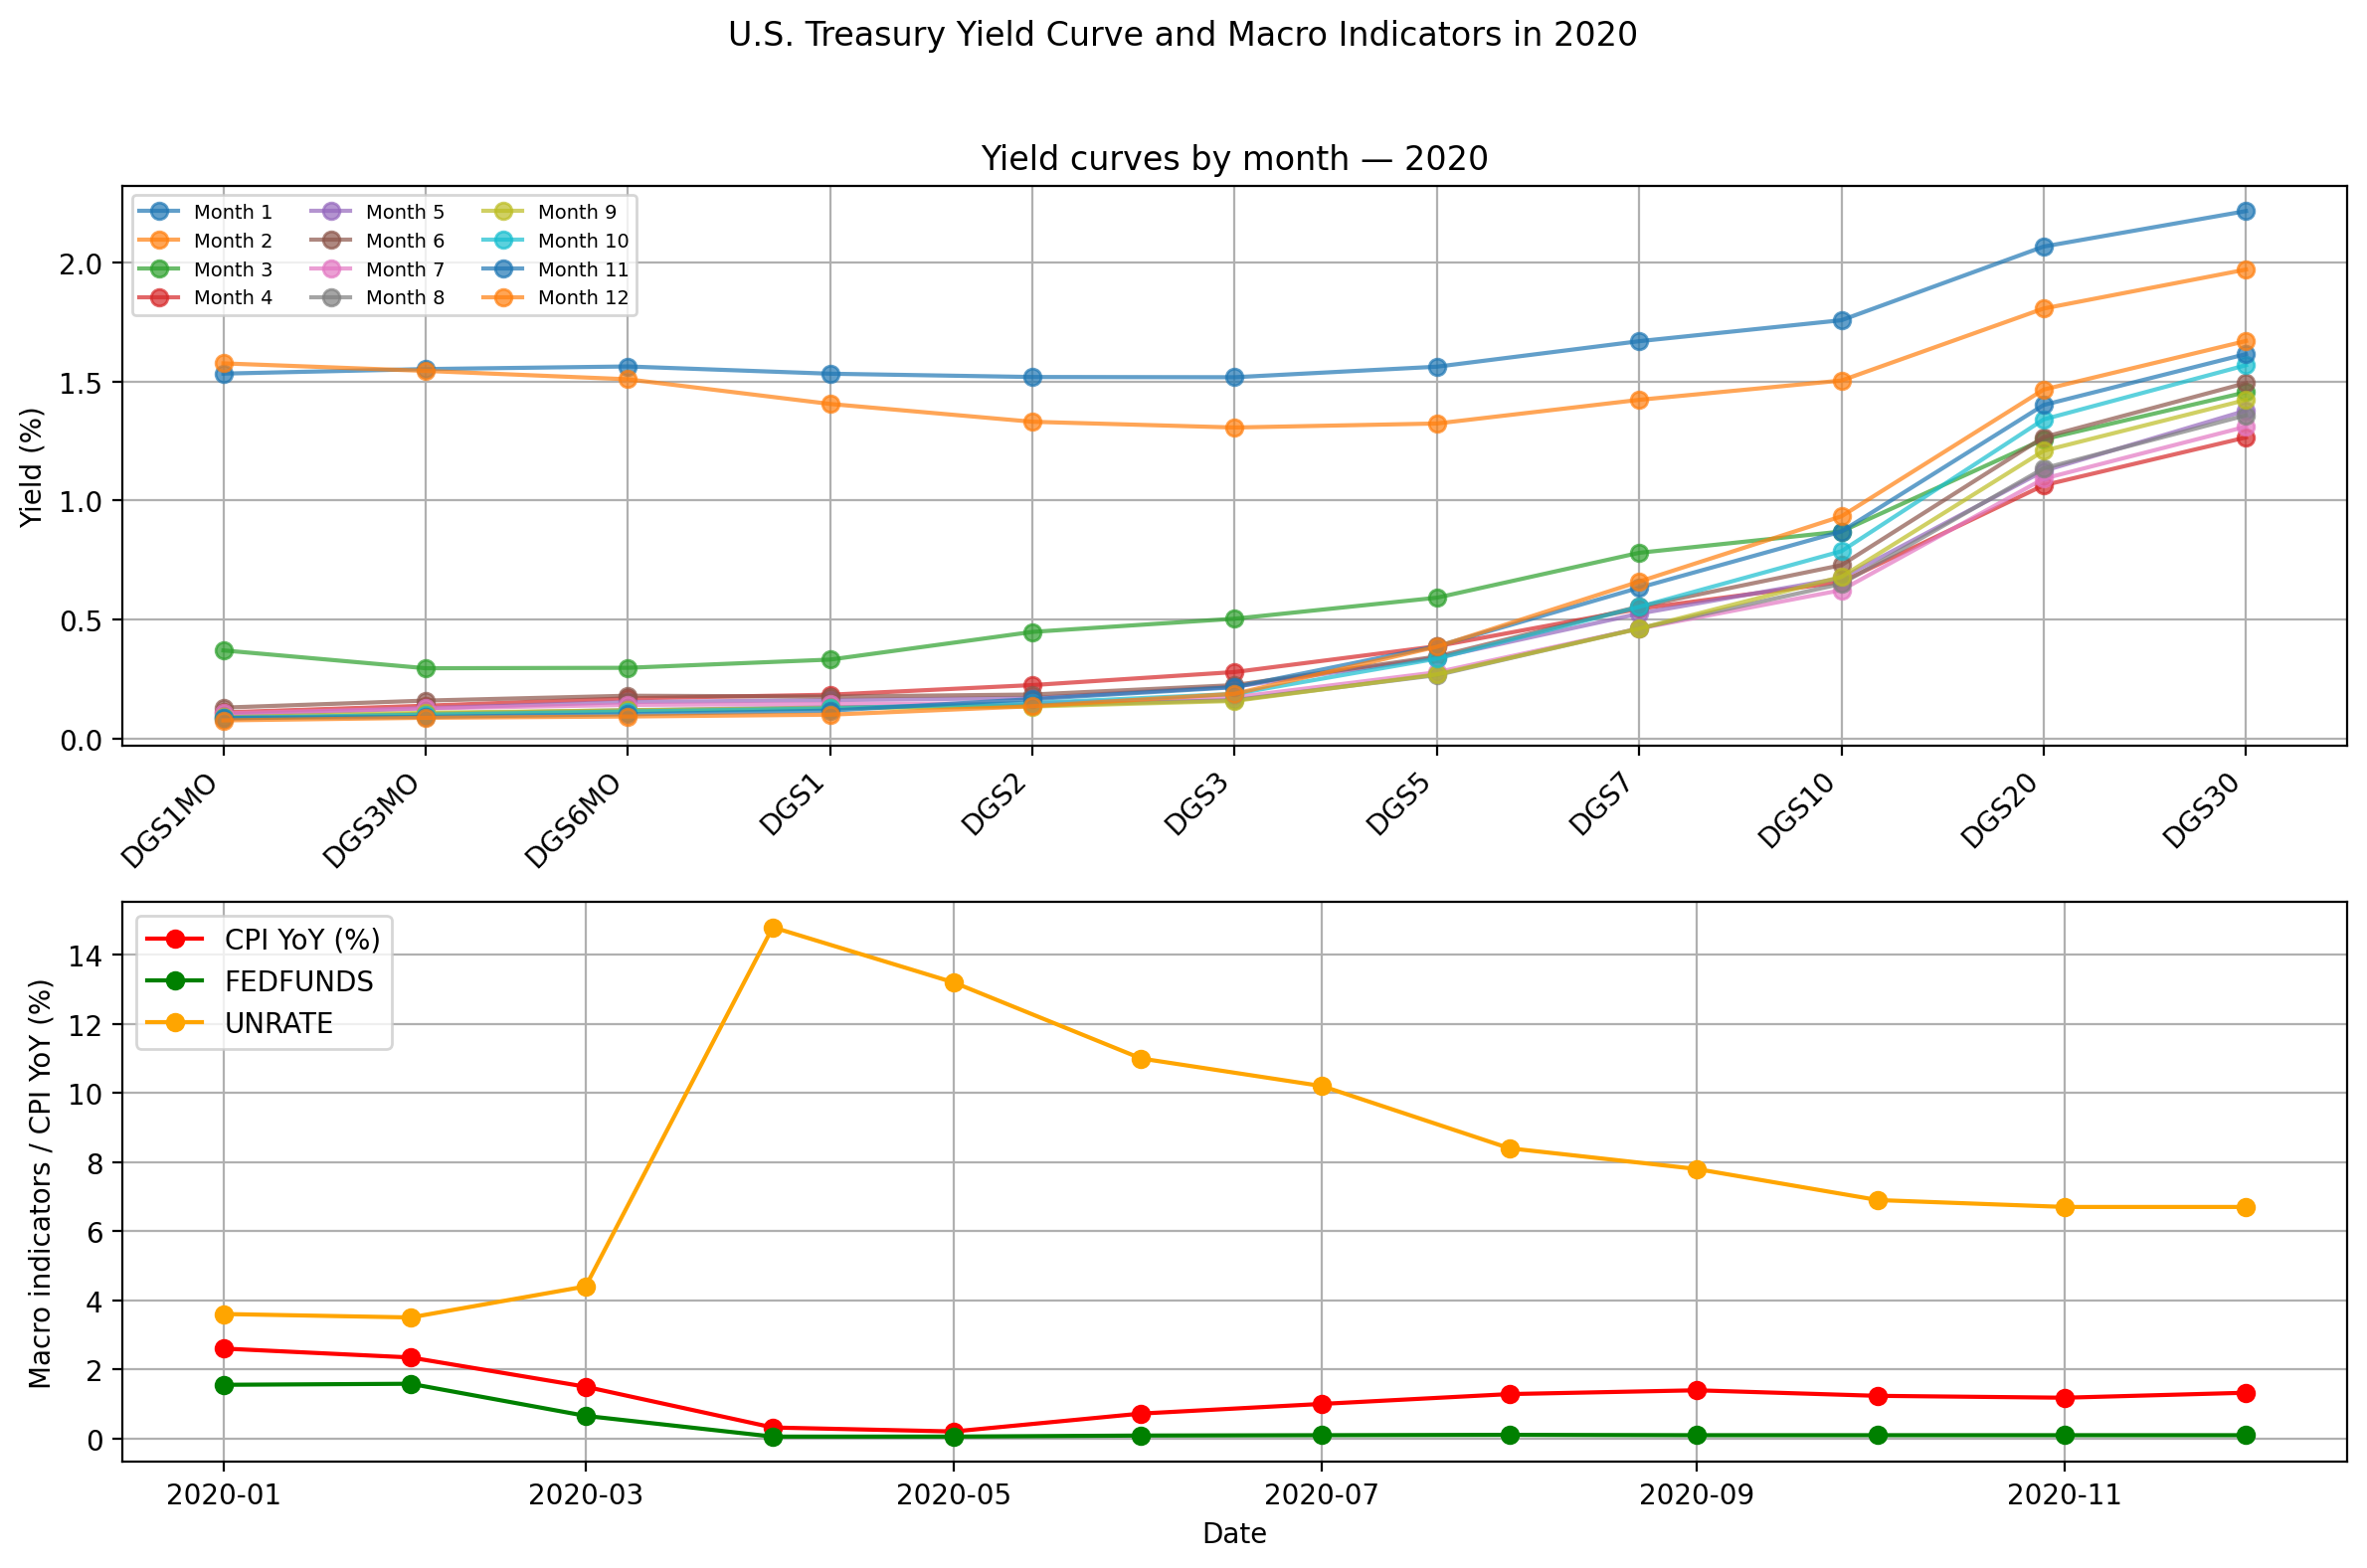 U.S. Treasury Yield Curve and Macro Indicators in 2020
Yield curves by month — 2020
Month 1
Month 2
Month 3
Month 4
Month 5
Month 6
Month 7
Month 8
Month 9
Month 10
Month 11
Month 12
Yield (%)
2.0
1.5
1.0
0.5
0.0
DGS1MO
DGS3MO
DGS6MO
DGS1
DGS2
DGS3
DGS5
DGS7
DGS10
DGS20
DGS30
CPI YoY (%)
FEDFUNDS
UNRATE
Macro indicators / CPI YoY (%)
14
12
10
8
6
4
2
0
2020-01
2020-03
2020-05
2020-07
2020-09
2020-11
Date